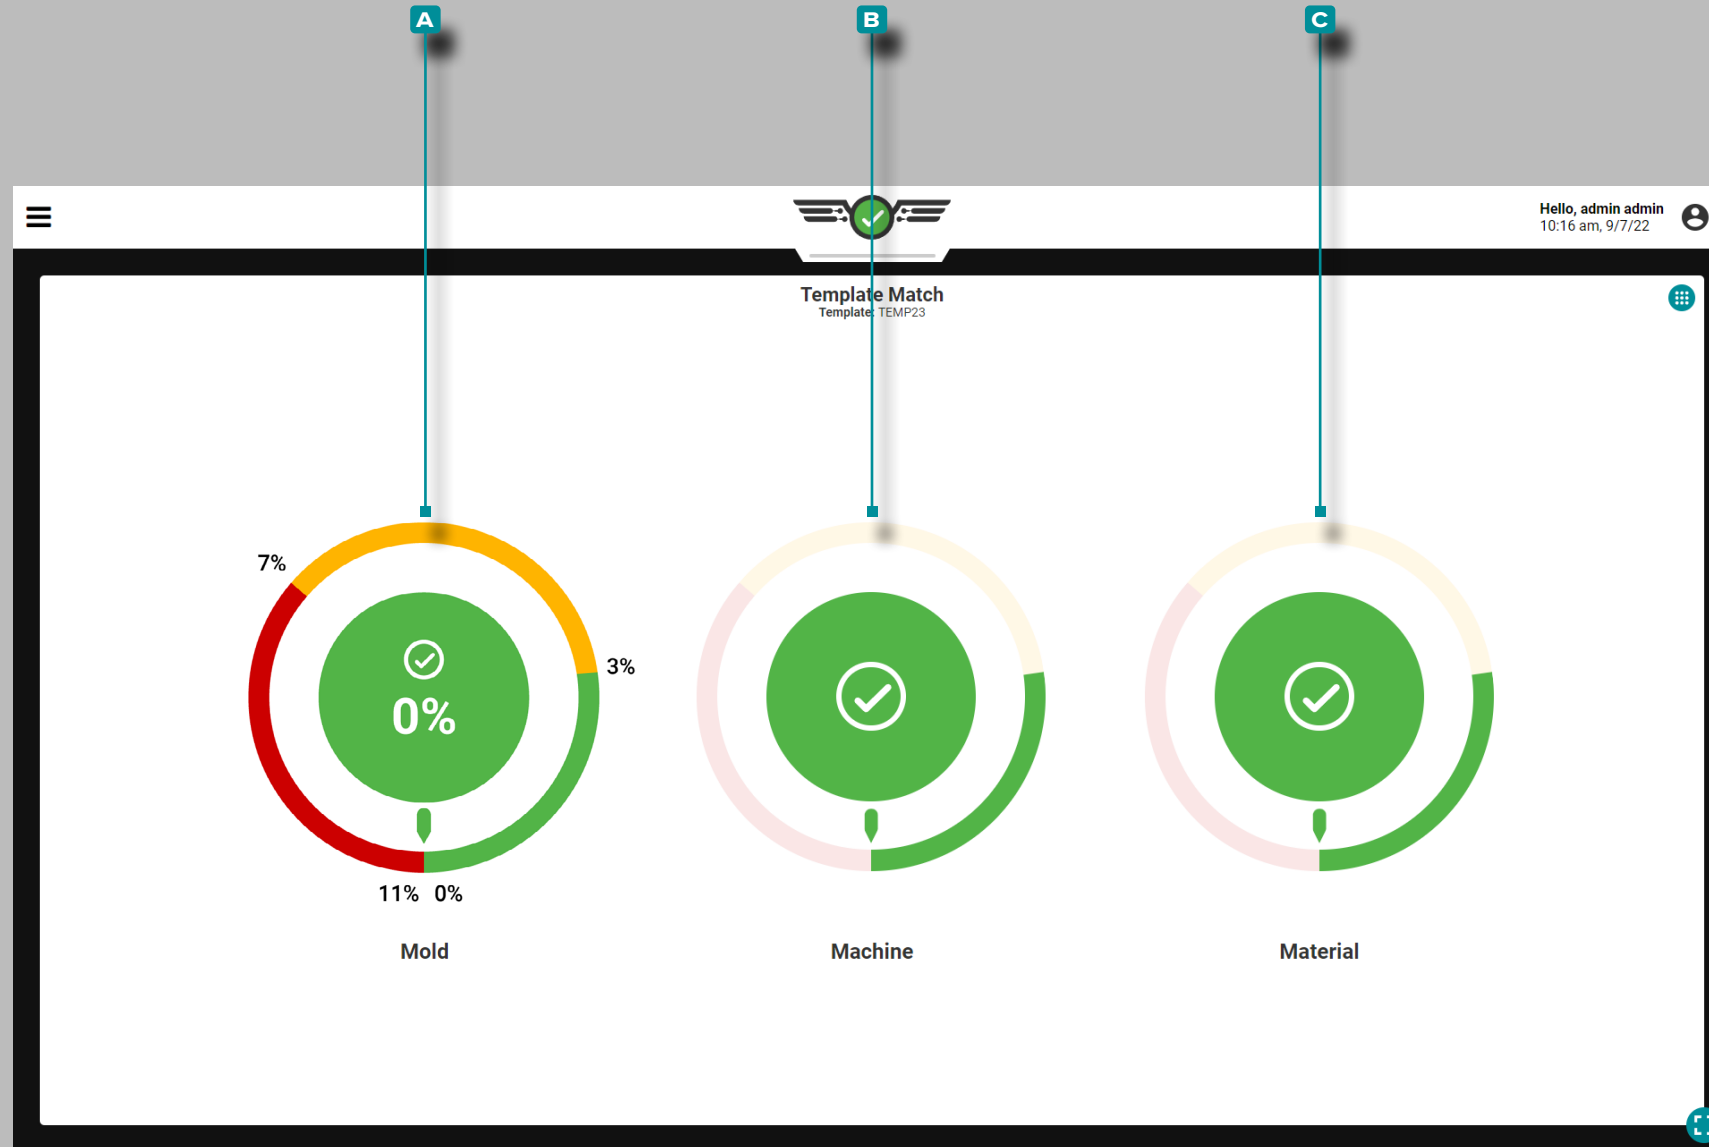 A
B
C
Hello, admin admin
10:16 am, 9/7/22
Template Match
Template: TEMP23
7%
3%
0%
11% 0%
Mold
Machine
Material